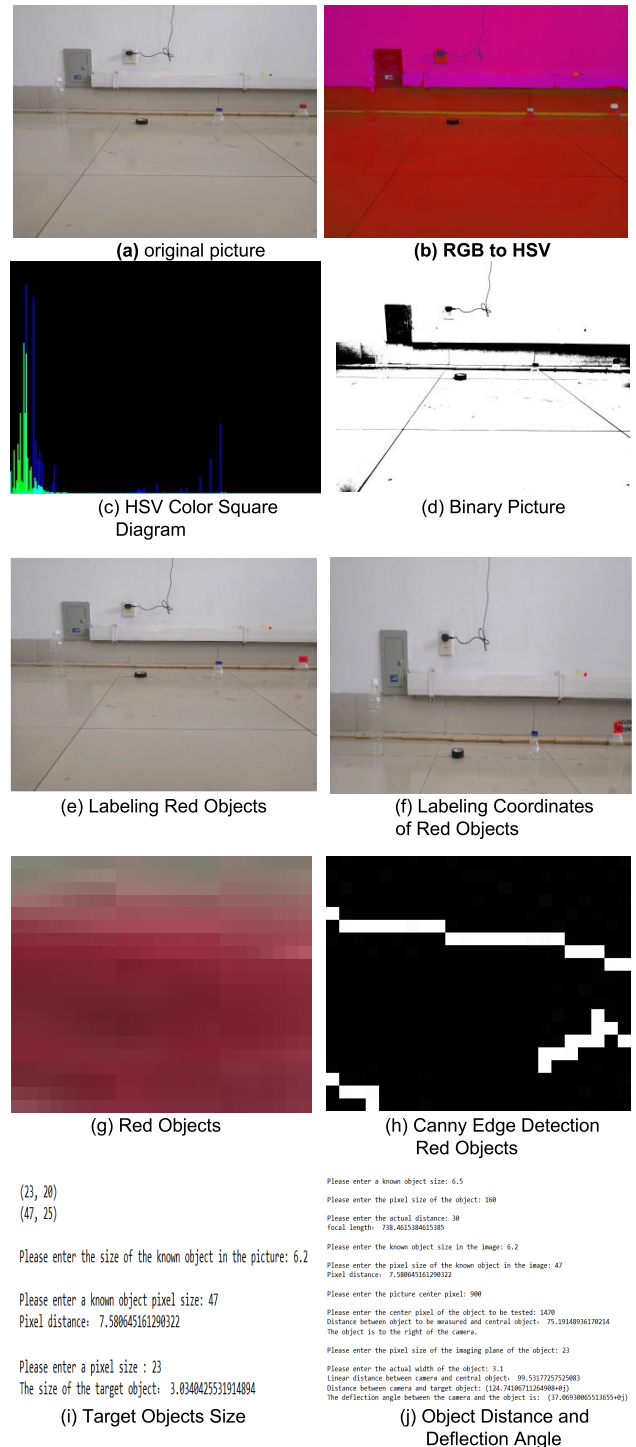 (a) original picture
(b) RGB to HSV
(c) HSV Color Square
Diagram
(d) Binary Picture
(e) Labeling Red Objects
(f) Labeling Coordinates
of Red Objects
(g) Red Objects
(h) Canny Edge Detection
Red Objects
(23, 20)
(47, 25)
Please enter the size of the known object in the picture: 6.2
Please enter a known object pixel size: 47
Pixel distance: 7.580645161290322
Please enter a pixel size : 23
The size of the target object: 3.0340425531914894
(i) Target Objects Size
Please enter a known object size: 6.5
Please enter the pixel size of the object: 160
Please enter the actual distance: 30
focal length: 738.4615384615385
Please enter the known object size in the image: 6.2
Please enter the pixel size of the known object in the image: 47
Pixel distance: 7.580645161290322
Please enter the picture center pixel: 900
Please enter the center pixel of the object to be tested: 1470
Distance between object to be measured and central object: 75.19148936170214
The object is to the right of the camera.
Please enter the pixel size of the imaging plane of the object: 23
Please enter the actual width of the object: 3.1
Linear distance between camera and central object: 99.53177257525083
Distance between camera and target object: (124.74106711264908+0j)
The deflection angle between the camera and the object is: (37.06930065513655+0j)
(j) Object Distance and
Deflection Angle